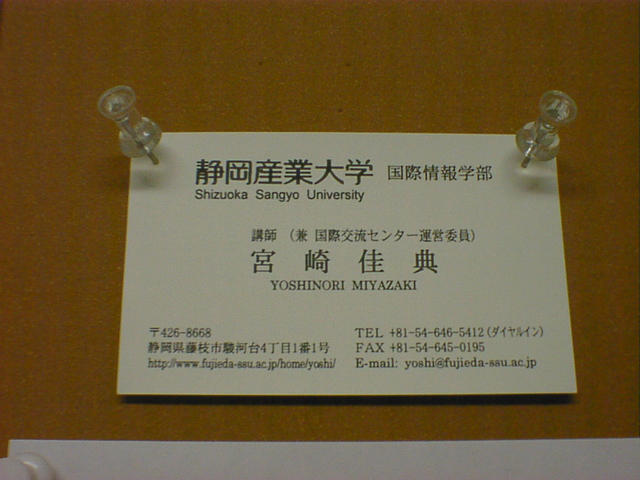 静岡産業大学 国際情報学部
Shizuoka Sangyo University
講師 (兼 国際交流センター運営委員)
宮崎佳典
YOSHINORI MIYAZAKI
〒426-8668
静岡県藤枝市駿河台4丁目1番1号
http://www.fujieda-ssu.ac.jp/home/yoshi/
TEL +81-54-646-5412 (ダイヤルイン)
FAX +81-54-645-0195
E-mail: yoshi@fujieda-ssu.ac.jp